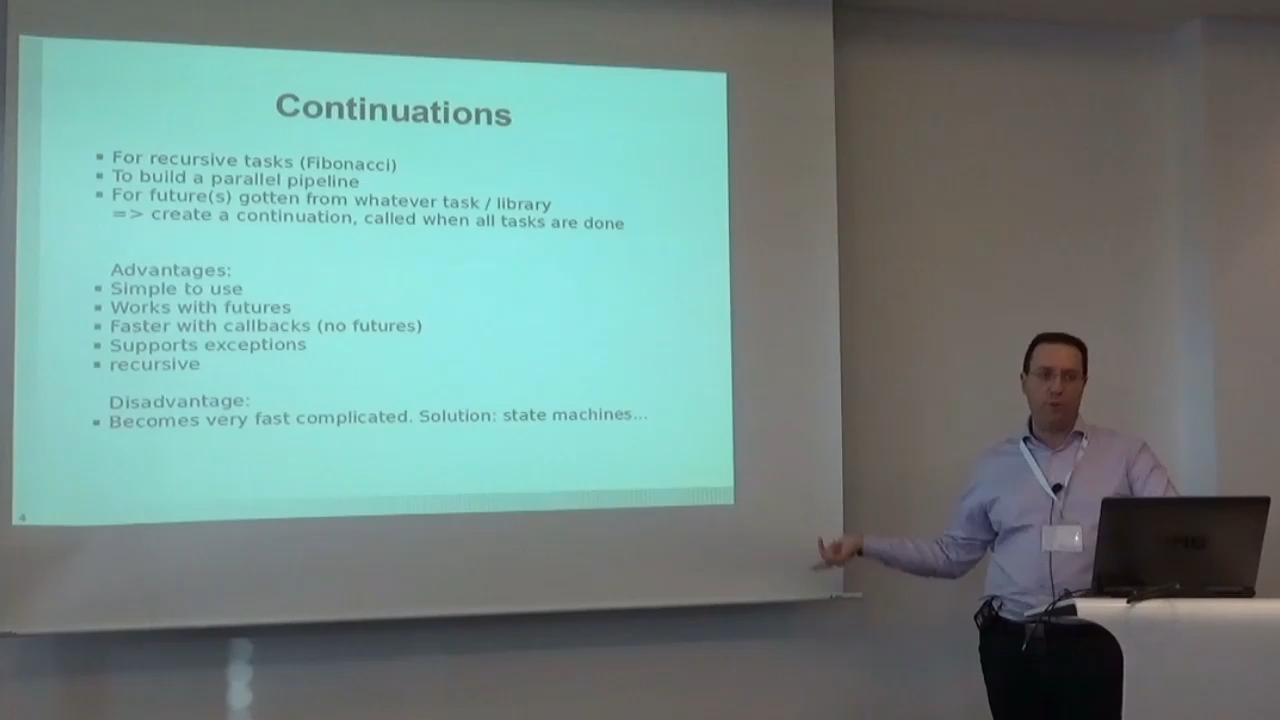 Continuations
▪ For recursive tasks (Fibonacci)
▪ To build a parallel pipeline
▪ For future(s) gotten from whatever task / library
=> create a continuation, called when all tasks are done
Advantages:
▪ Simple to use
▪ Works with futures
▪ Faster with callbacks (no futures)
▪ Supports exceptions
▪ recursive
Disadvantage:
▪ Becomes very fast complicated. Solution: state machines...
4